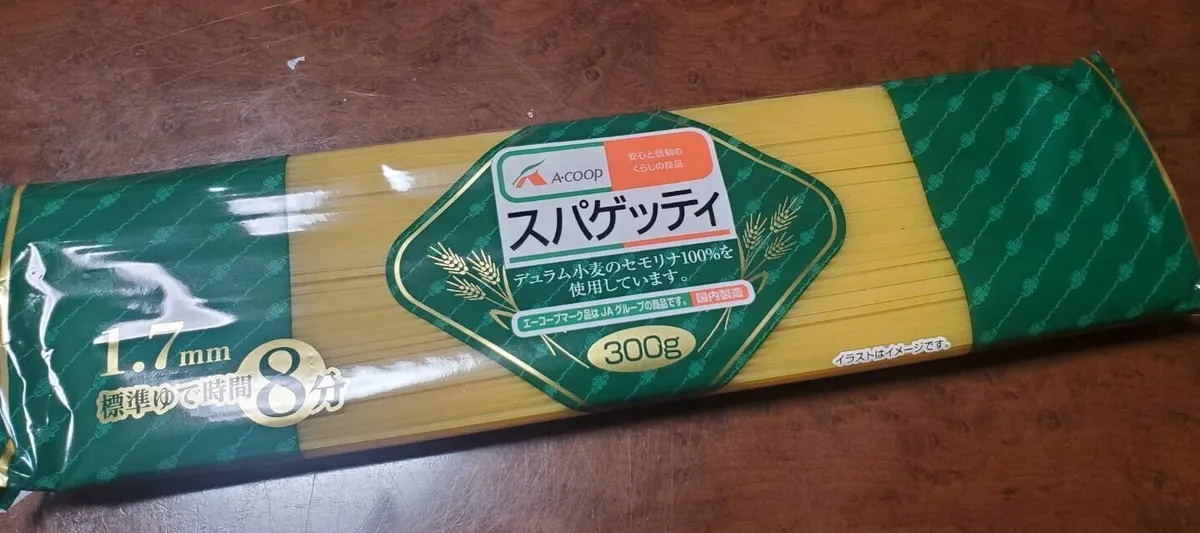 A·COOP
安心と信頼の
くらしの良品
スパゲッティ
デュラム小麦のセモリナ100%を
使用しています。
エーコープマーク品はJAグループの商品です。 国内製造
300g
1.7mm
標準ゆで時間8分
イラストはイメージです。